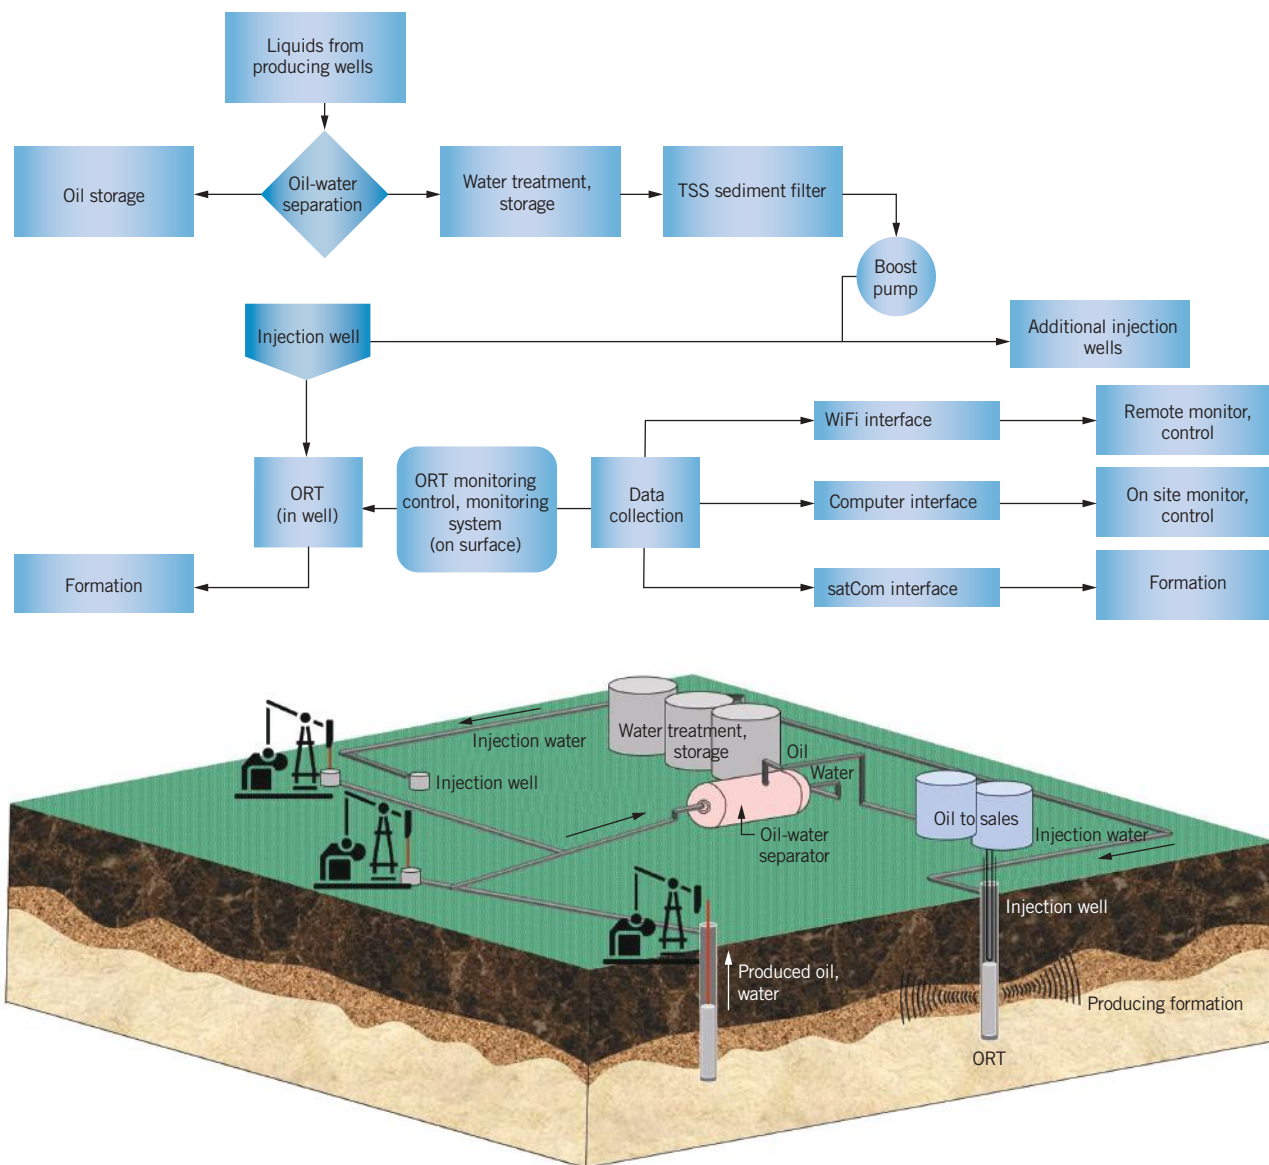 Liquids from
producing wells
Oil storage
Oil-water
separation
Water treatment,
storage
TSS sediment filter
Boost
pump
Injection well
Additional injection
wells
WiFi interface
Remote monitor,
control
ORT
(in well)
ORT monitoring
control, monitoring
system
(on surface)
Data
collection
Computer interface
On site monitor,
control
Formation
satCom interface
Formation
Water treatment,
storage
Injection water
Oil
Water
Injection well
Oil to sales
Oil-water
separator
Injection water
Injection well
Produced oil,
water
Producing formation
ORT